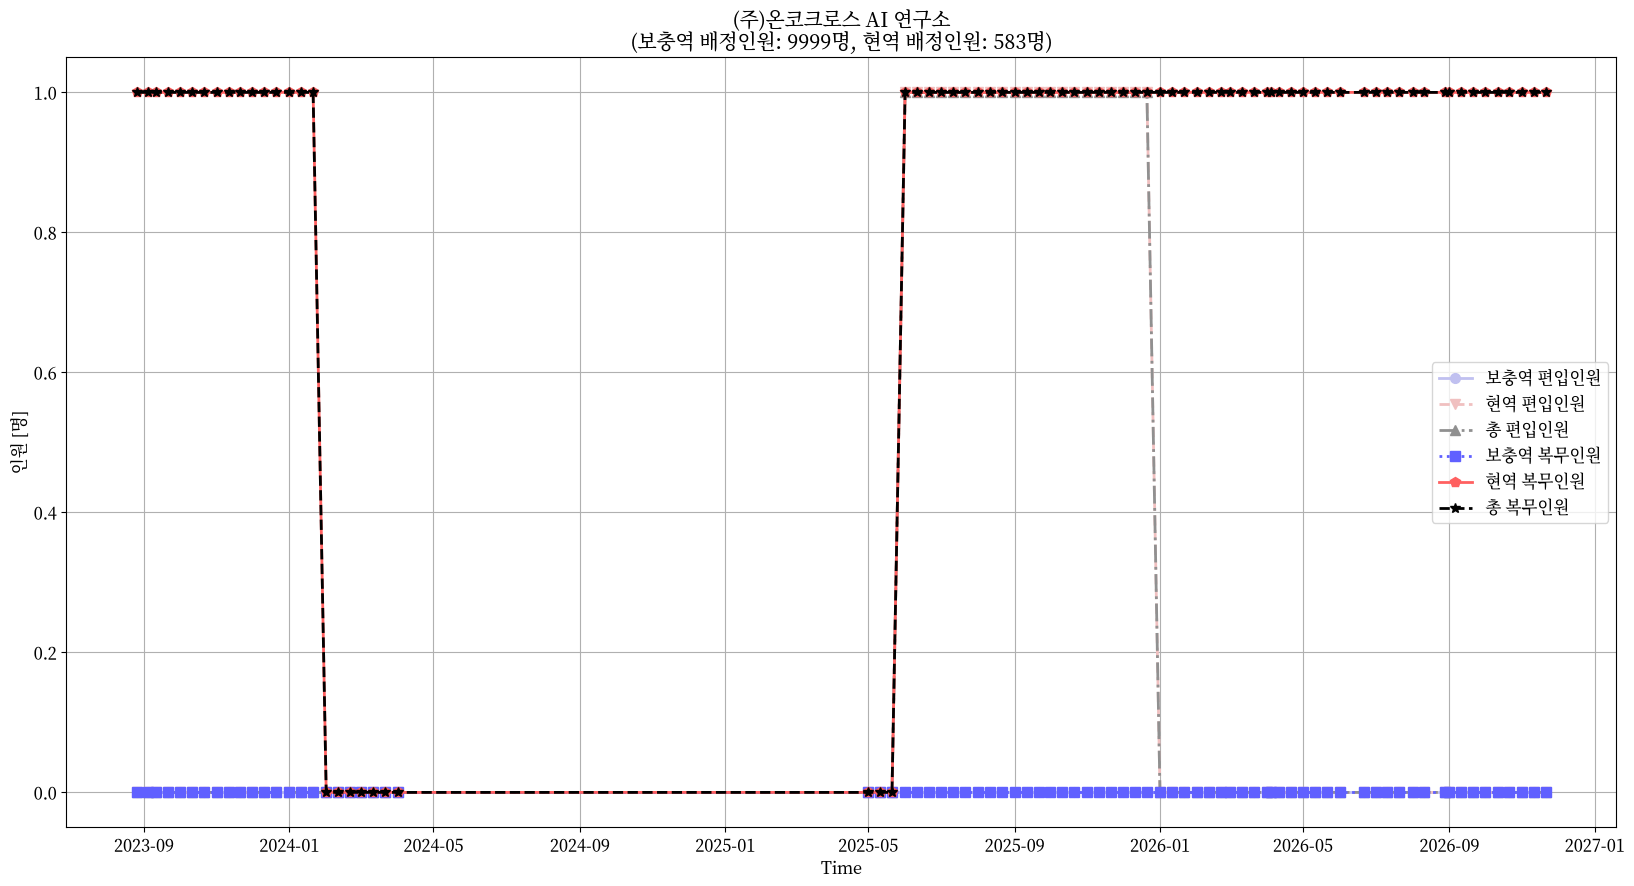 (주)온코크로스 AI 연구소
(보충역 배정인원: 9999명, 현역 배정인원: 583명)
인원 [명]
1.0
0.8
0.6
0.4
0.2
0.0
보충역 편입인원
현역 편입인원
총 편입인원
보충역 복무인원
현역 복무인원
총 복무인원
2023-09 2024-01 2024-05 2024-09 2025-01 2025-05 2025-09 2026-01 2026-05 2026-09 2027-01
Time